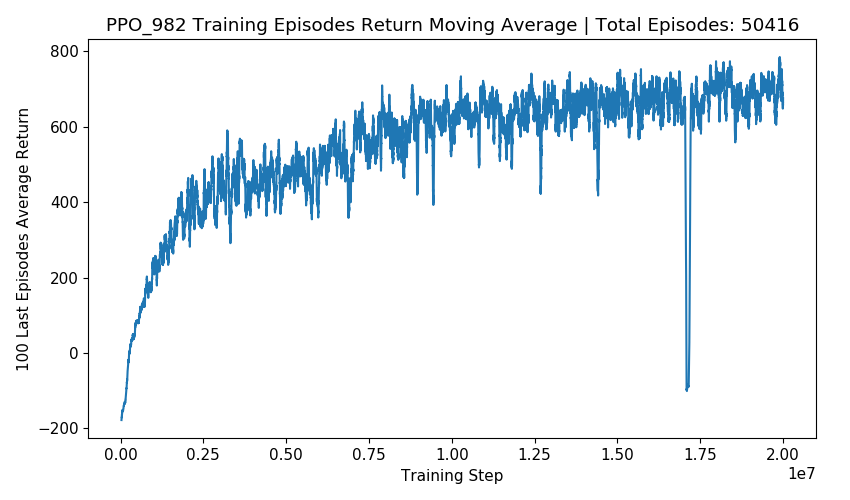 PPO_982 Training Episodes Return Moving Average | Total Episodes: 50416
100 Last Episodes Average Return
800
600
400
200
0
−200
0.00 0.25 0.50 0.75 1.00 1.25 1.50 1.75 2.00
1e7
Training Step